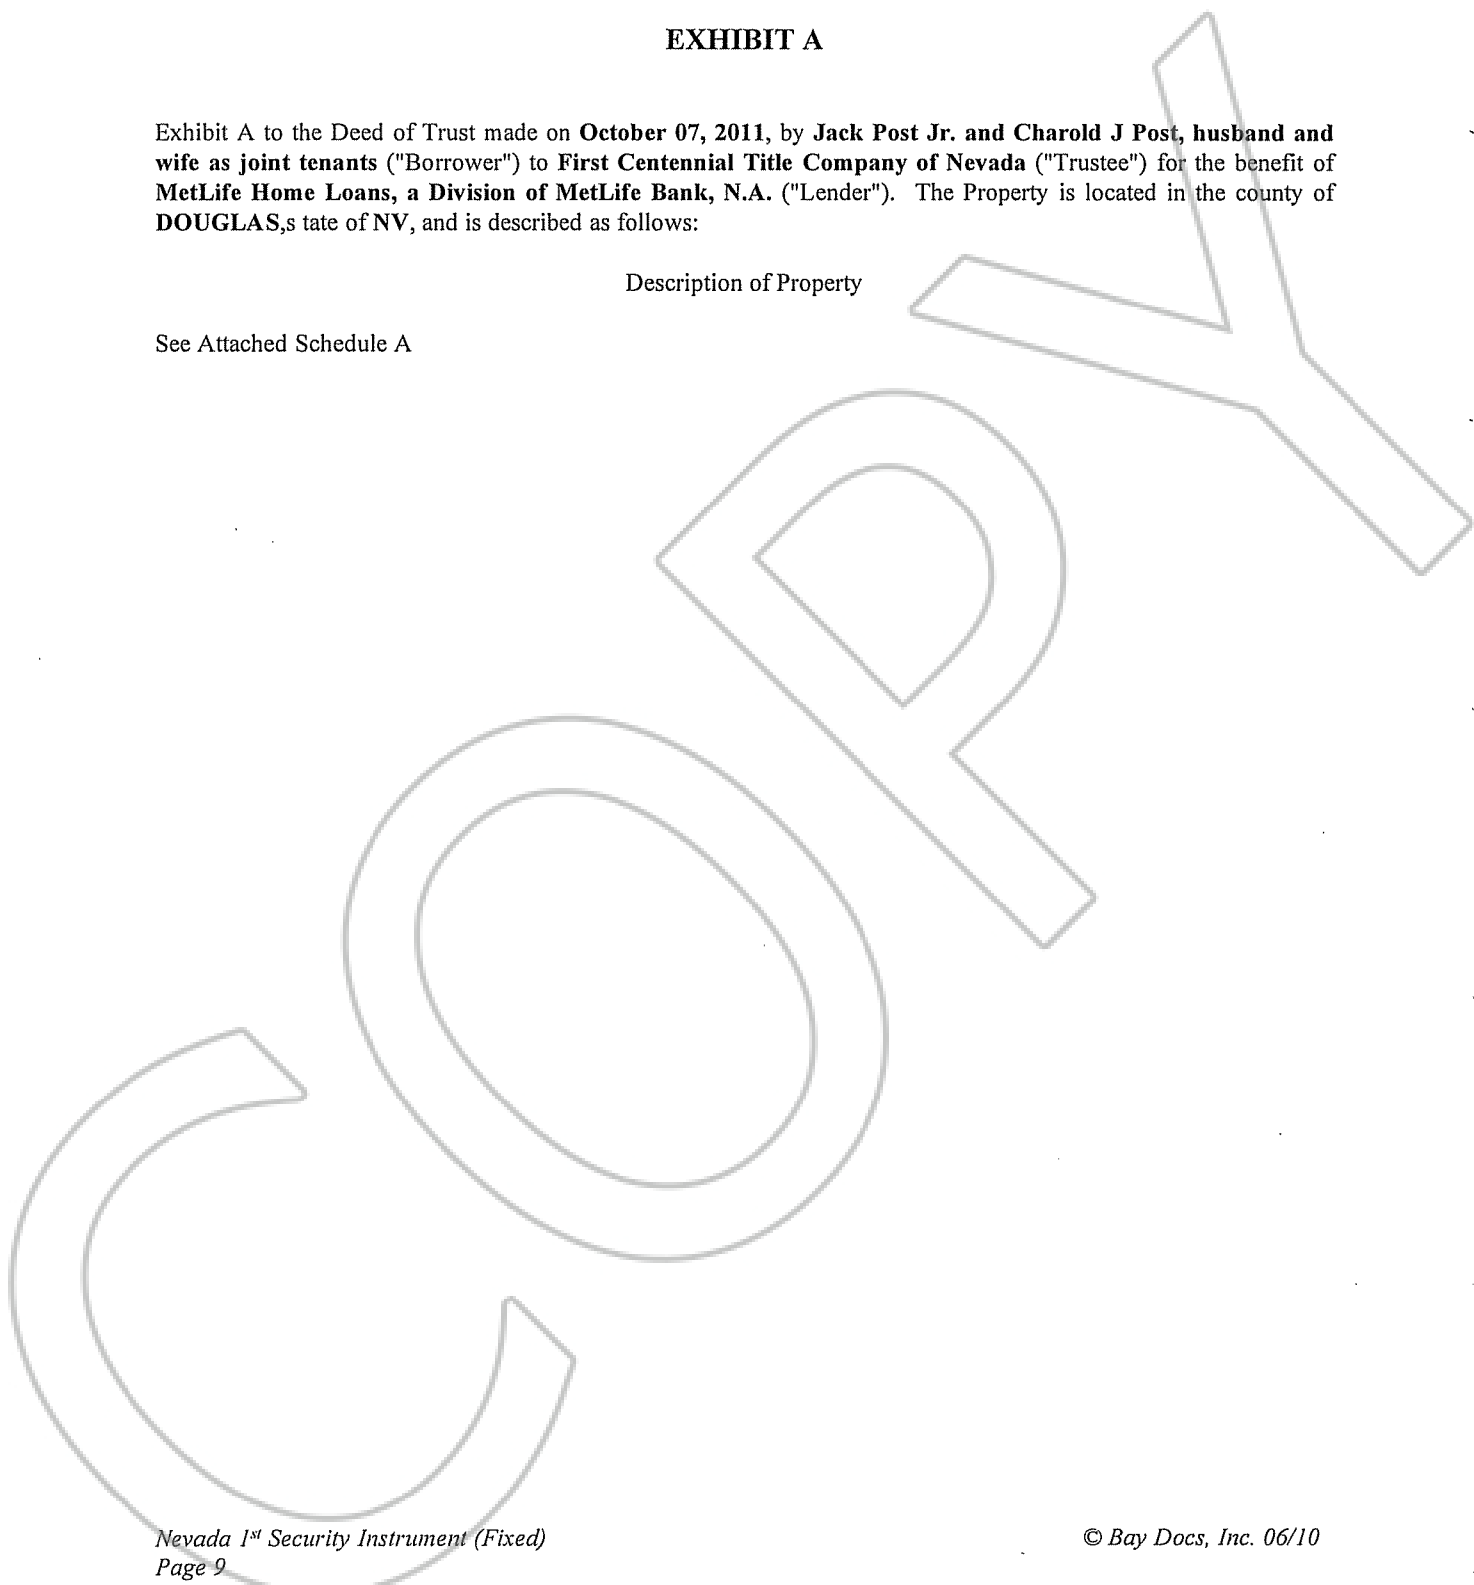 EXHIBIT A
Exhibit A to the Deed of Trust made on October 07, 2011, by Jack Post Jr. and Charold J Post, husband and
wife as joint tenants ("Borrower") to First Centennial Title Company of Nevada ("Trustee") for the benefit of
MetLife Home Loans, a Division of MetLife Bank, N.A. ("Lender"). The Property is located in the county of
DOUGLAS,s tate of NV, and is described as follows:
Description of Property
See Attached Schedule A
COPY
Nevada 1st Security Instrument (Fixed) © Bay Docs, Inc. 06/10
Page 9